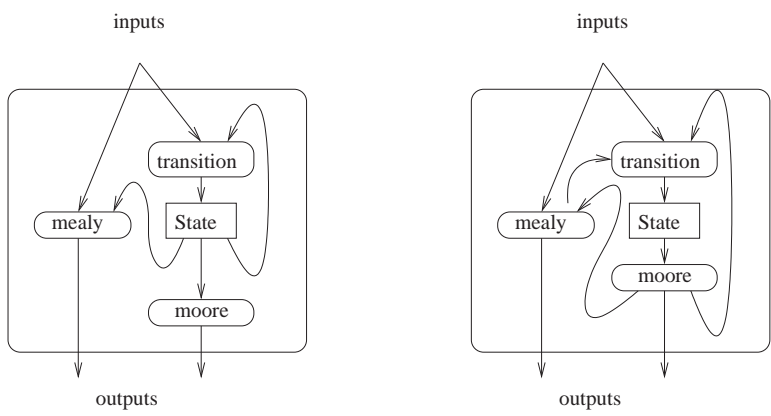 inputs
transition
mealy
State
moore
outputs
inputs
transition
mealy
State
moore
outputs